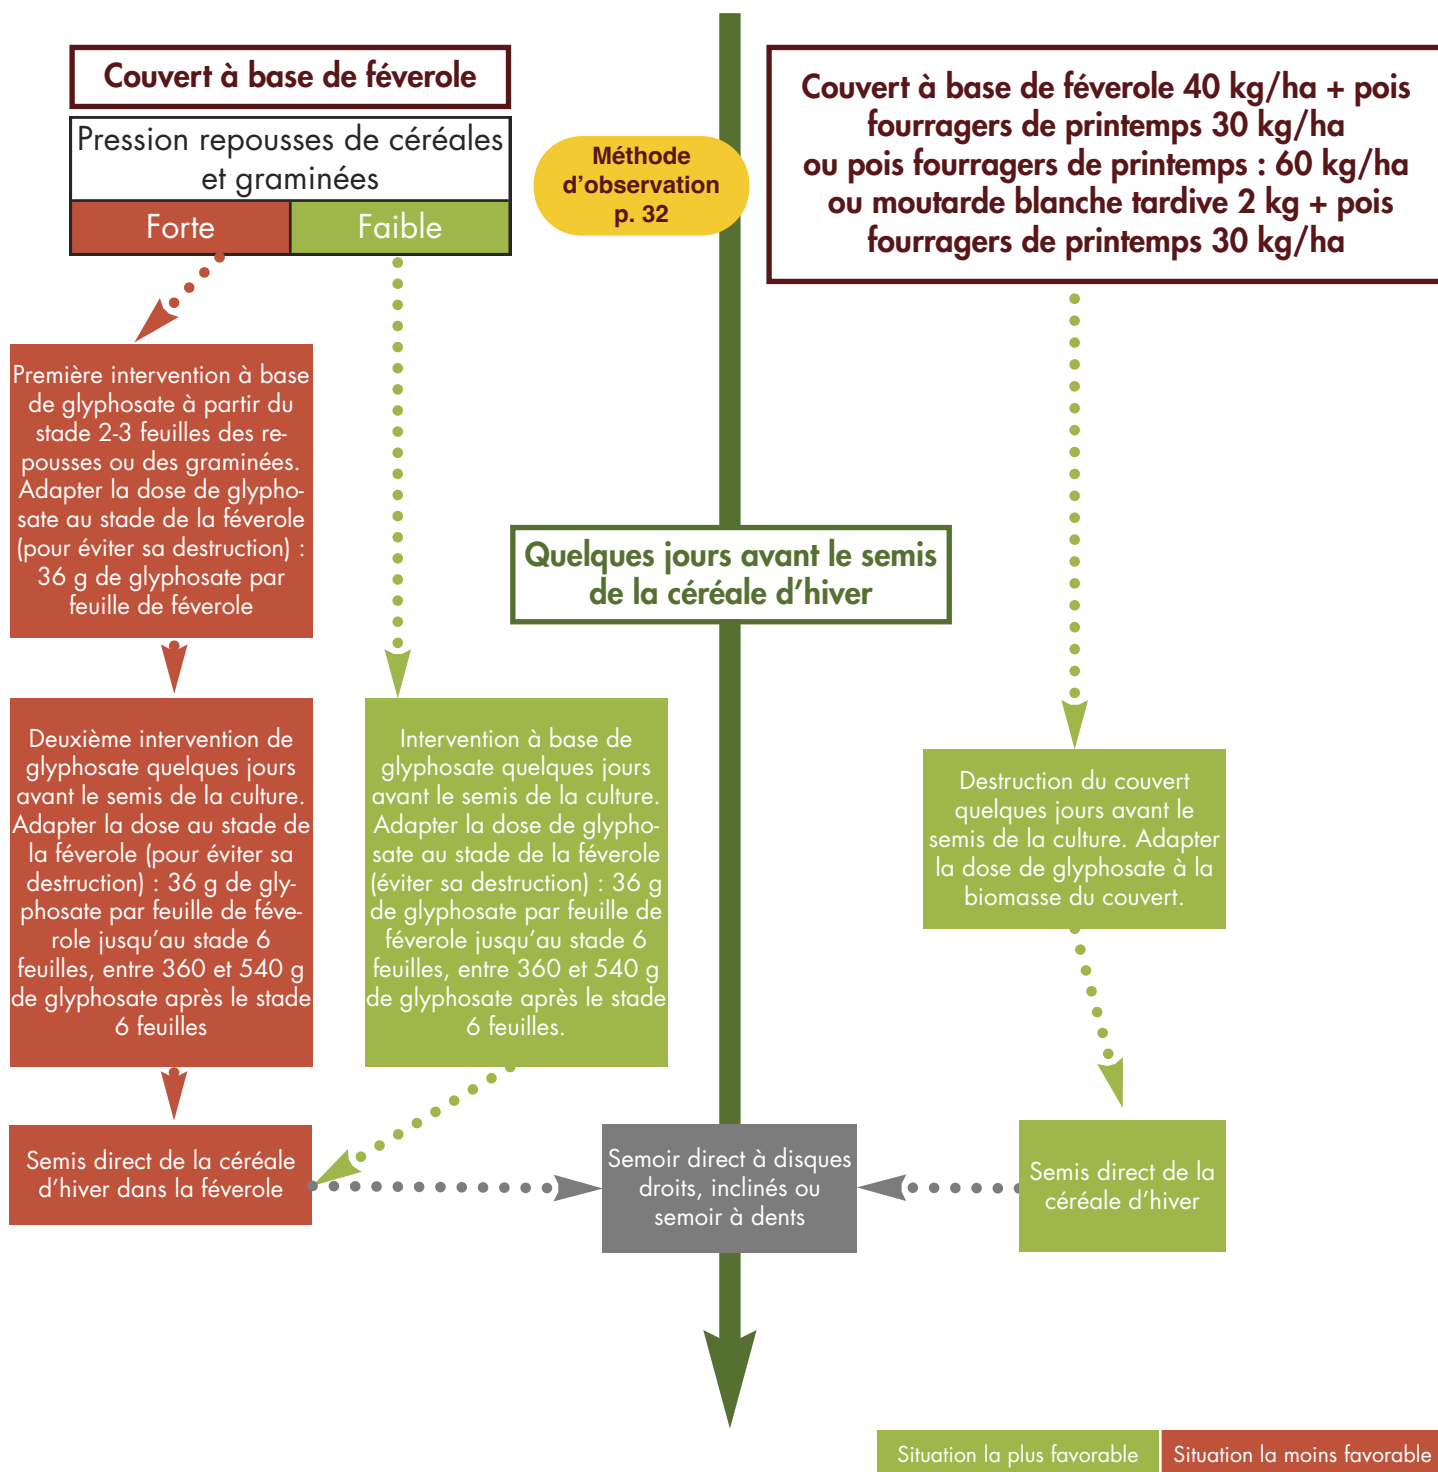 Couvert à base de féverole
Pression repousses de céréales
et graminées
Forte
Faible
Méthode
d’observation
p. 32
Couvert à base de féverole 40 kg/ha + pois
fourragers de printemps 30 kg/ha
ou pois fourragers de printemps : 60 kg/ha
ou moutarde blanche tardive 2 kg + pois
fourragers de printemps 30 kg/ha
Première intervention à base
de glyphosate à partir du
stade 2-3 feuilles des re-
pousses ou des graminées.
Adapter la dose de glypho-
sate au stade de la féverole
(pour éviter sa destruction) :
36 g de glyphosate par
feuille de féverole
Quelques jours avant le semis
de la céréale d’hiver
Deuxième intervention de
glyphosate quelques jours
avant le semis de la culture.
Adapter la dose au stade de
la féverole (pour éviter sa
destruction) : 36 g de gly-
phosate par feuille de féve-
role jusqu’au stade 6
feuilles, entre 360 et 540 g
de glyphosate après le stade
6 feuilles
Intervention à base de
glyphosate quelques jours
avant le semis de la culture.
Adapter la dose de glypho-
sate au stade de la féverole
(éviter sa destruction) : 36 g
de glyphosate par feuille de
féverole jusqu’au stade 6
feuilles, entre 360 et 540 g
de glyphosate après le stade
6 feuilles.
Destruction du couvert
quelques jours avant le
semis de la culture. Adapter
la dose de glyphosate à la
biomasse du couvert.
Semis direct de la céréale
d’hiver dans la féverole
Semoir direct à disques
droits, inclinés ou
semoir à dents
Semis direct de la
céréale d’hiver
Situation la plus favorable
Situation la moins favorable